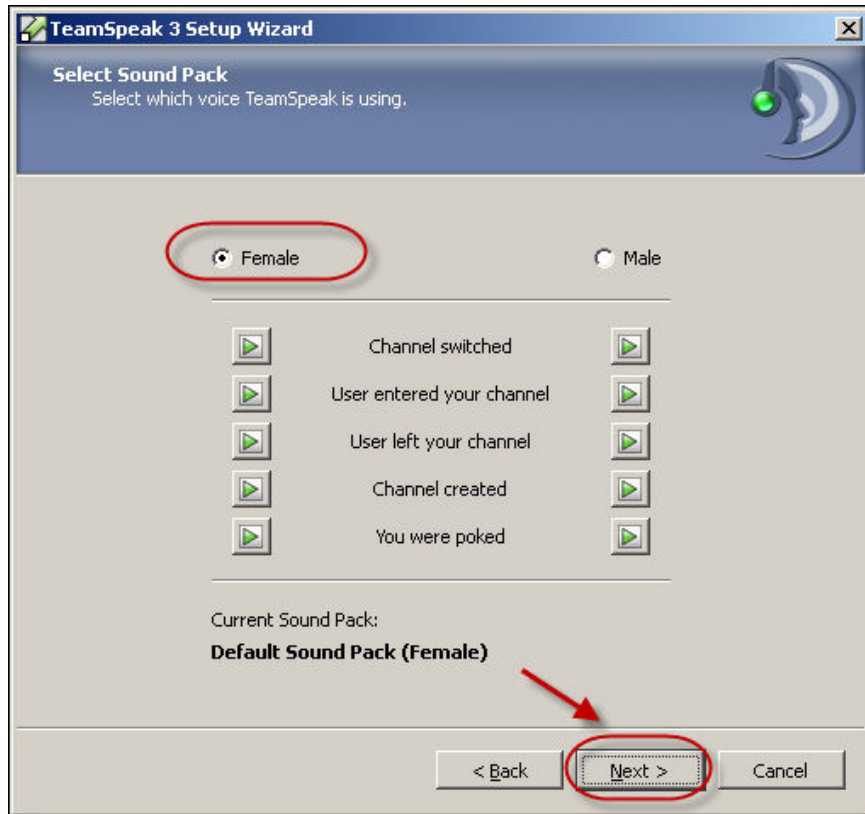 TeamSpeak 3 Setup Wizard
Select Sound Pack
Select which voice TeamSpeak is using.
Female Male
Channel switched
User entered your channel
User left your channel
Channel created
You were poked
Current Sound Pack:
Default Sound Pack (Female)
< Back Next > Cancel